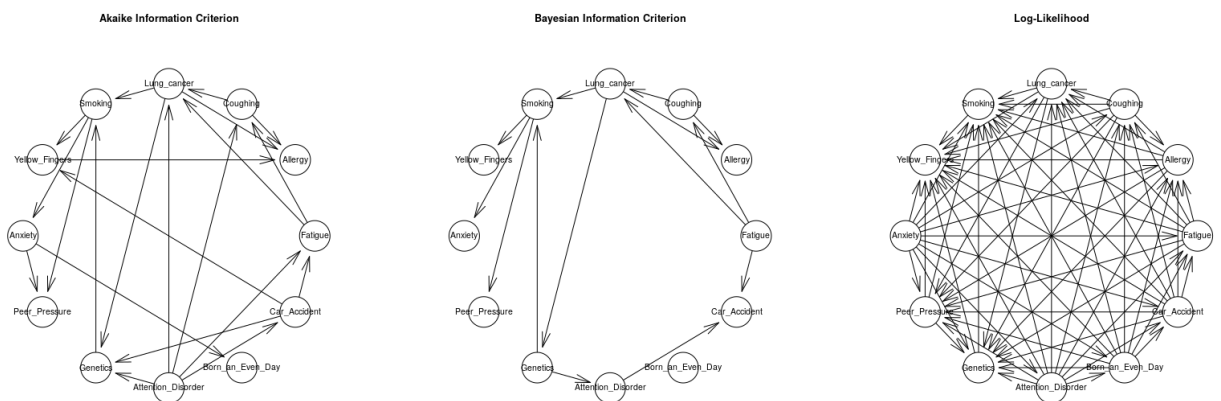 Akaike Information Criterion
Lung_cancer
Smoking
Coughing
Yellow_Fingers
Allergy
Anxiety
Fatigue
Peer_Pressure
Car_Accident
Genetics
Born_an_Even_Day
Attention_Disorder
Bayesian Information Criterion
Lung_cancer
Smoking
Coughing
Yellow_Fingers
Allergy
Anxiety
Fatigue
Peer_Pressure
Car_Accident
Genetics
Born_an_Even_Day
Attention_Disorder
Log-Likelihood
Lung_cancer
Smoking
Coughing
Yellow_Fingers
Allergy
Anxiety
Fatigue
Peer_Pressure
Car_Accident
Genetics
Born_an_Even_Day
Attention_Disorder